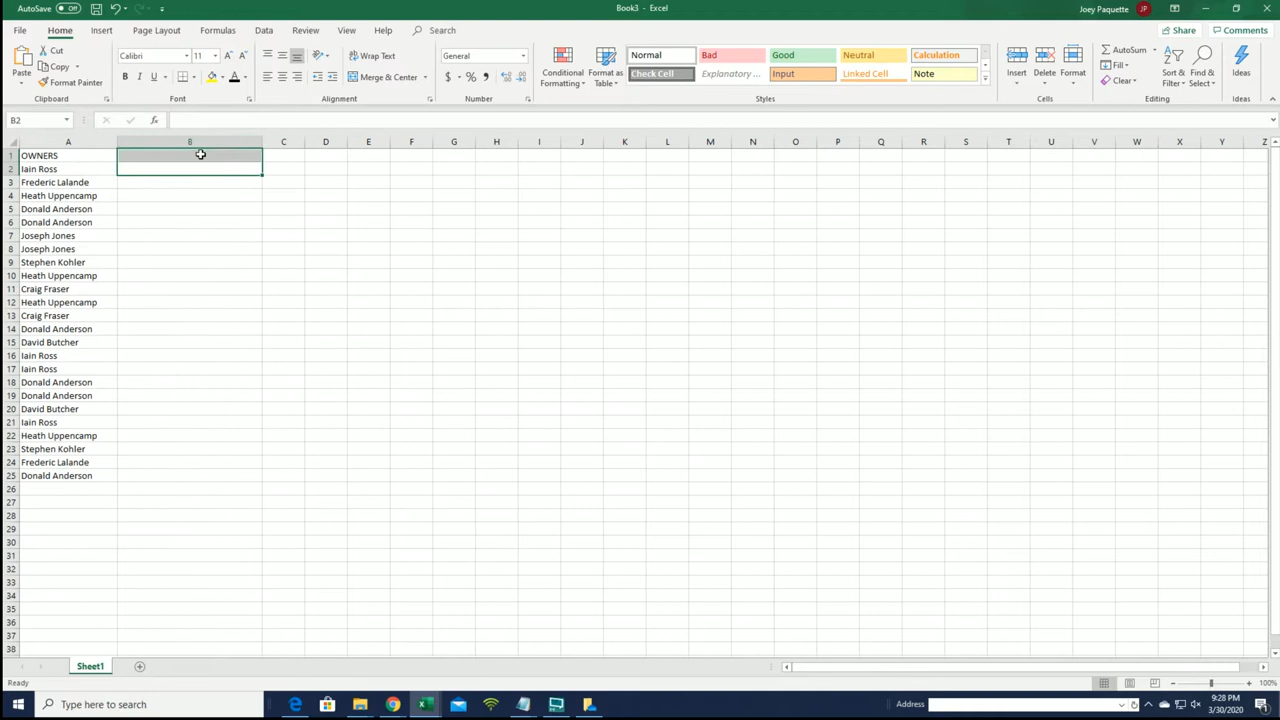 AutoSave Off
Book3 - Excel
Joey Paquette JP
File Home Insert Page Layout Formulas Data Review View Help Search
Share Comments
Paste
Cut
Copy
Format Painter
Clipboard
Calibri 11
B I U
Font
Wrap Text
Merge & Center
Alignment
General
$ % ,
Number
Conditional Formatting
Format as Table
Normal Bad Good Neutral Calculation
Check Cell Explanatory ... Input Linked Cell Note
Styles
Insert Delete Format
Cells
AutoSum
Fill
Clear
Sort & Filter
Find & Select
Editing
Ideas
Ideas
B2 fx
A B C D E F G H I J K L M N O P Q R S T U V W X Y Z
1 OWNERS
2 Iain Ross
3 Frederic Lalande
4 Heath Uppencamp
5 Donald Anderson
6 Donald Anderson
7 Joseph Jones
8 Joseph Jones
9 Stephen Kohler
10 Heath Uppencamp
11 Craig Fraser
12 Heath Uppencamp
13 Craig Fraser
14 Donald Anderson
15 David Butcher
16 Iain Ross
17 Iain Ross
18 Donald Anderson
19 Donald Anderson
20 David Butcher
21 Iain Ross
22 Heath Uppencamp
23 Stephen Kohler
24 Frederic Lalande
25 Donald Anderson
26
27
28
29
30
31
32
33
34
35
36
37
38
Sheet1
Ready
100%
Type here to search
Address
9:28 PM
3/30/2020